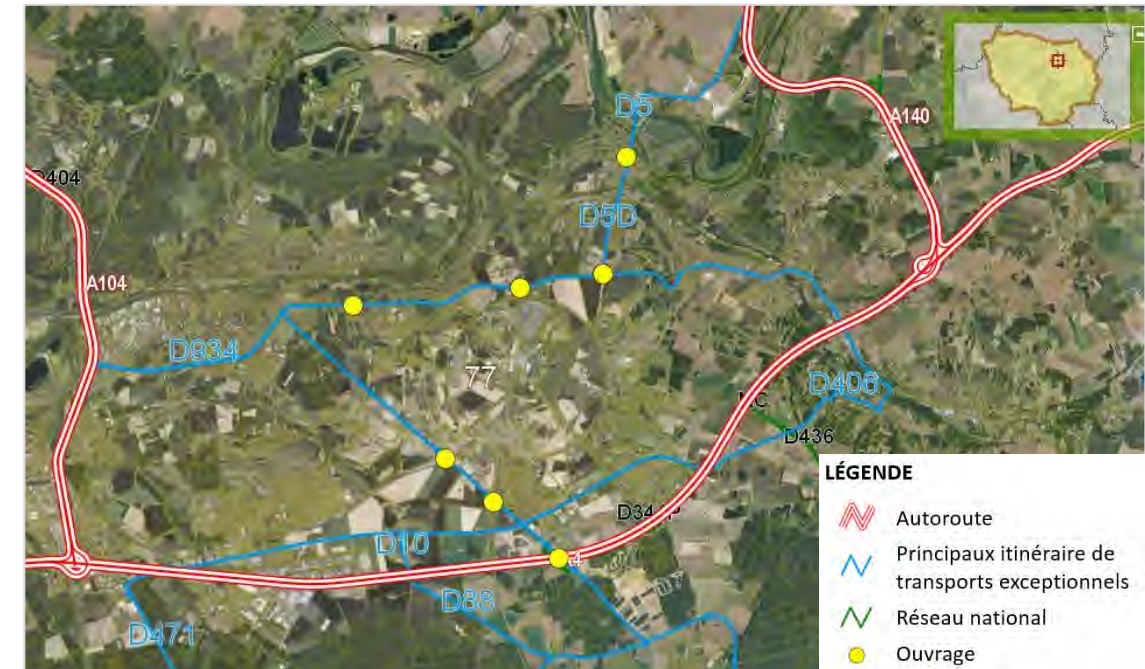 D5
A140
D404
D5D
A104
D934
77
D406
D436
D10
D88
D471
LÉGENDE
Autoroute
Principaux itinéraire de
transports exceptionnels
Réseau national
Ouvrage